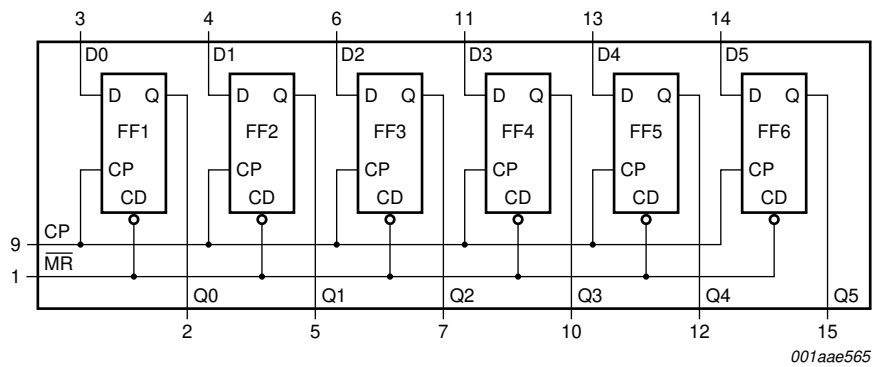 3 4 6 11 13 14
D0 D1 D2 D3 D4 D5
D Q D Q D Q D Q D Q D Q
FF1 FF2 FF3 FF4 FF5 FF6
CP CP CP CP CP CP
CD CD CD CD CD CD
9 CP
1 MR
Q0 Q1 Q2 Q3 Q4 Q5
2 5 7 10 12 15
001aae565